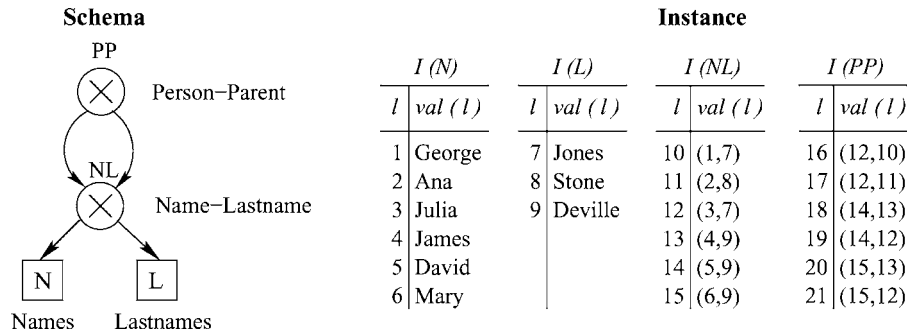 Schema
PP
Person−Parent
NL
Name−Lastname
N
L
Names
Lastnames
Instance
I (N) I (L) I (NL) I (PP)
l val (l) l val (l) l val (l) l val (l)
1 George 7 Jones 10 (1,7) 16 (12,10)
2 Ana 8 Stone 11 (2,8) 17 (12,11)
3 Julia 9 Deville 12 (3,7) 18 (14,13)
4 James 13 (4,9) 19 (14,12)
5 David 14 (5,9) 20 (15,13)
6 Mary 15 (6,9) 21 (15,12)